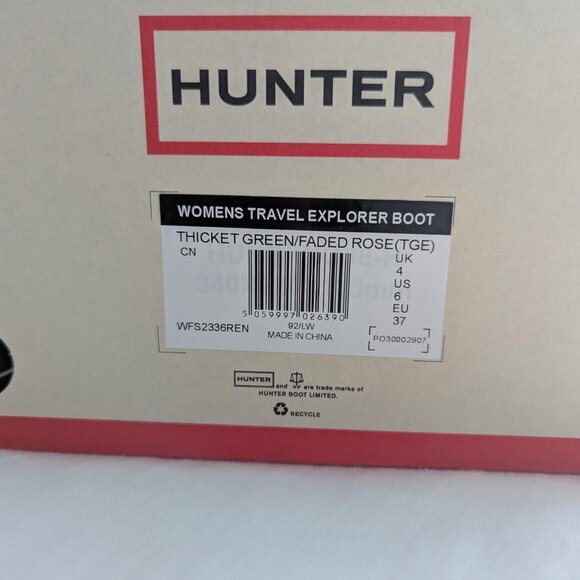 HUNTER
WOMENS TRAVEL EXPLORER BOOT
THICKET GREEN/FADED ROSE(TGE)
CN
UK
4
US
6
EU
37
5 059997 026390
92/LW
MADE IN CHINA
WFS2336REN
PO30002907
HUNTER and are trade marks of
HUNTER BOOT LIMITED.
RECYCLE